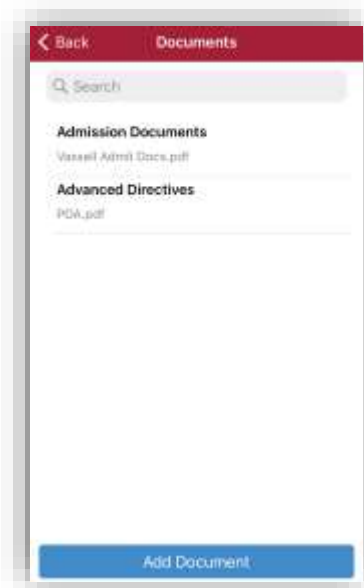 Back Documents
Search
Admission Documents
Vassell Admit Docs.pdf
Advanced Directives
POA.pdf
Add Document